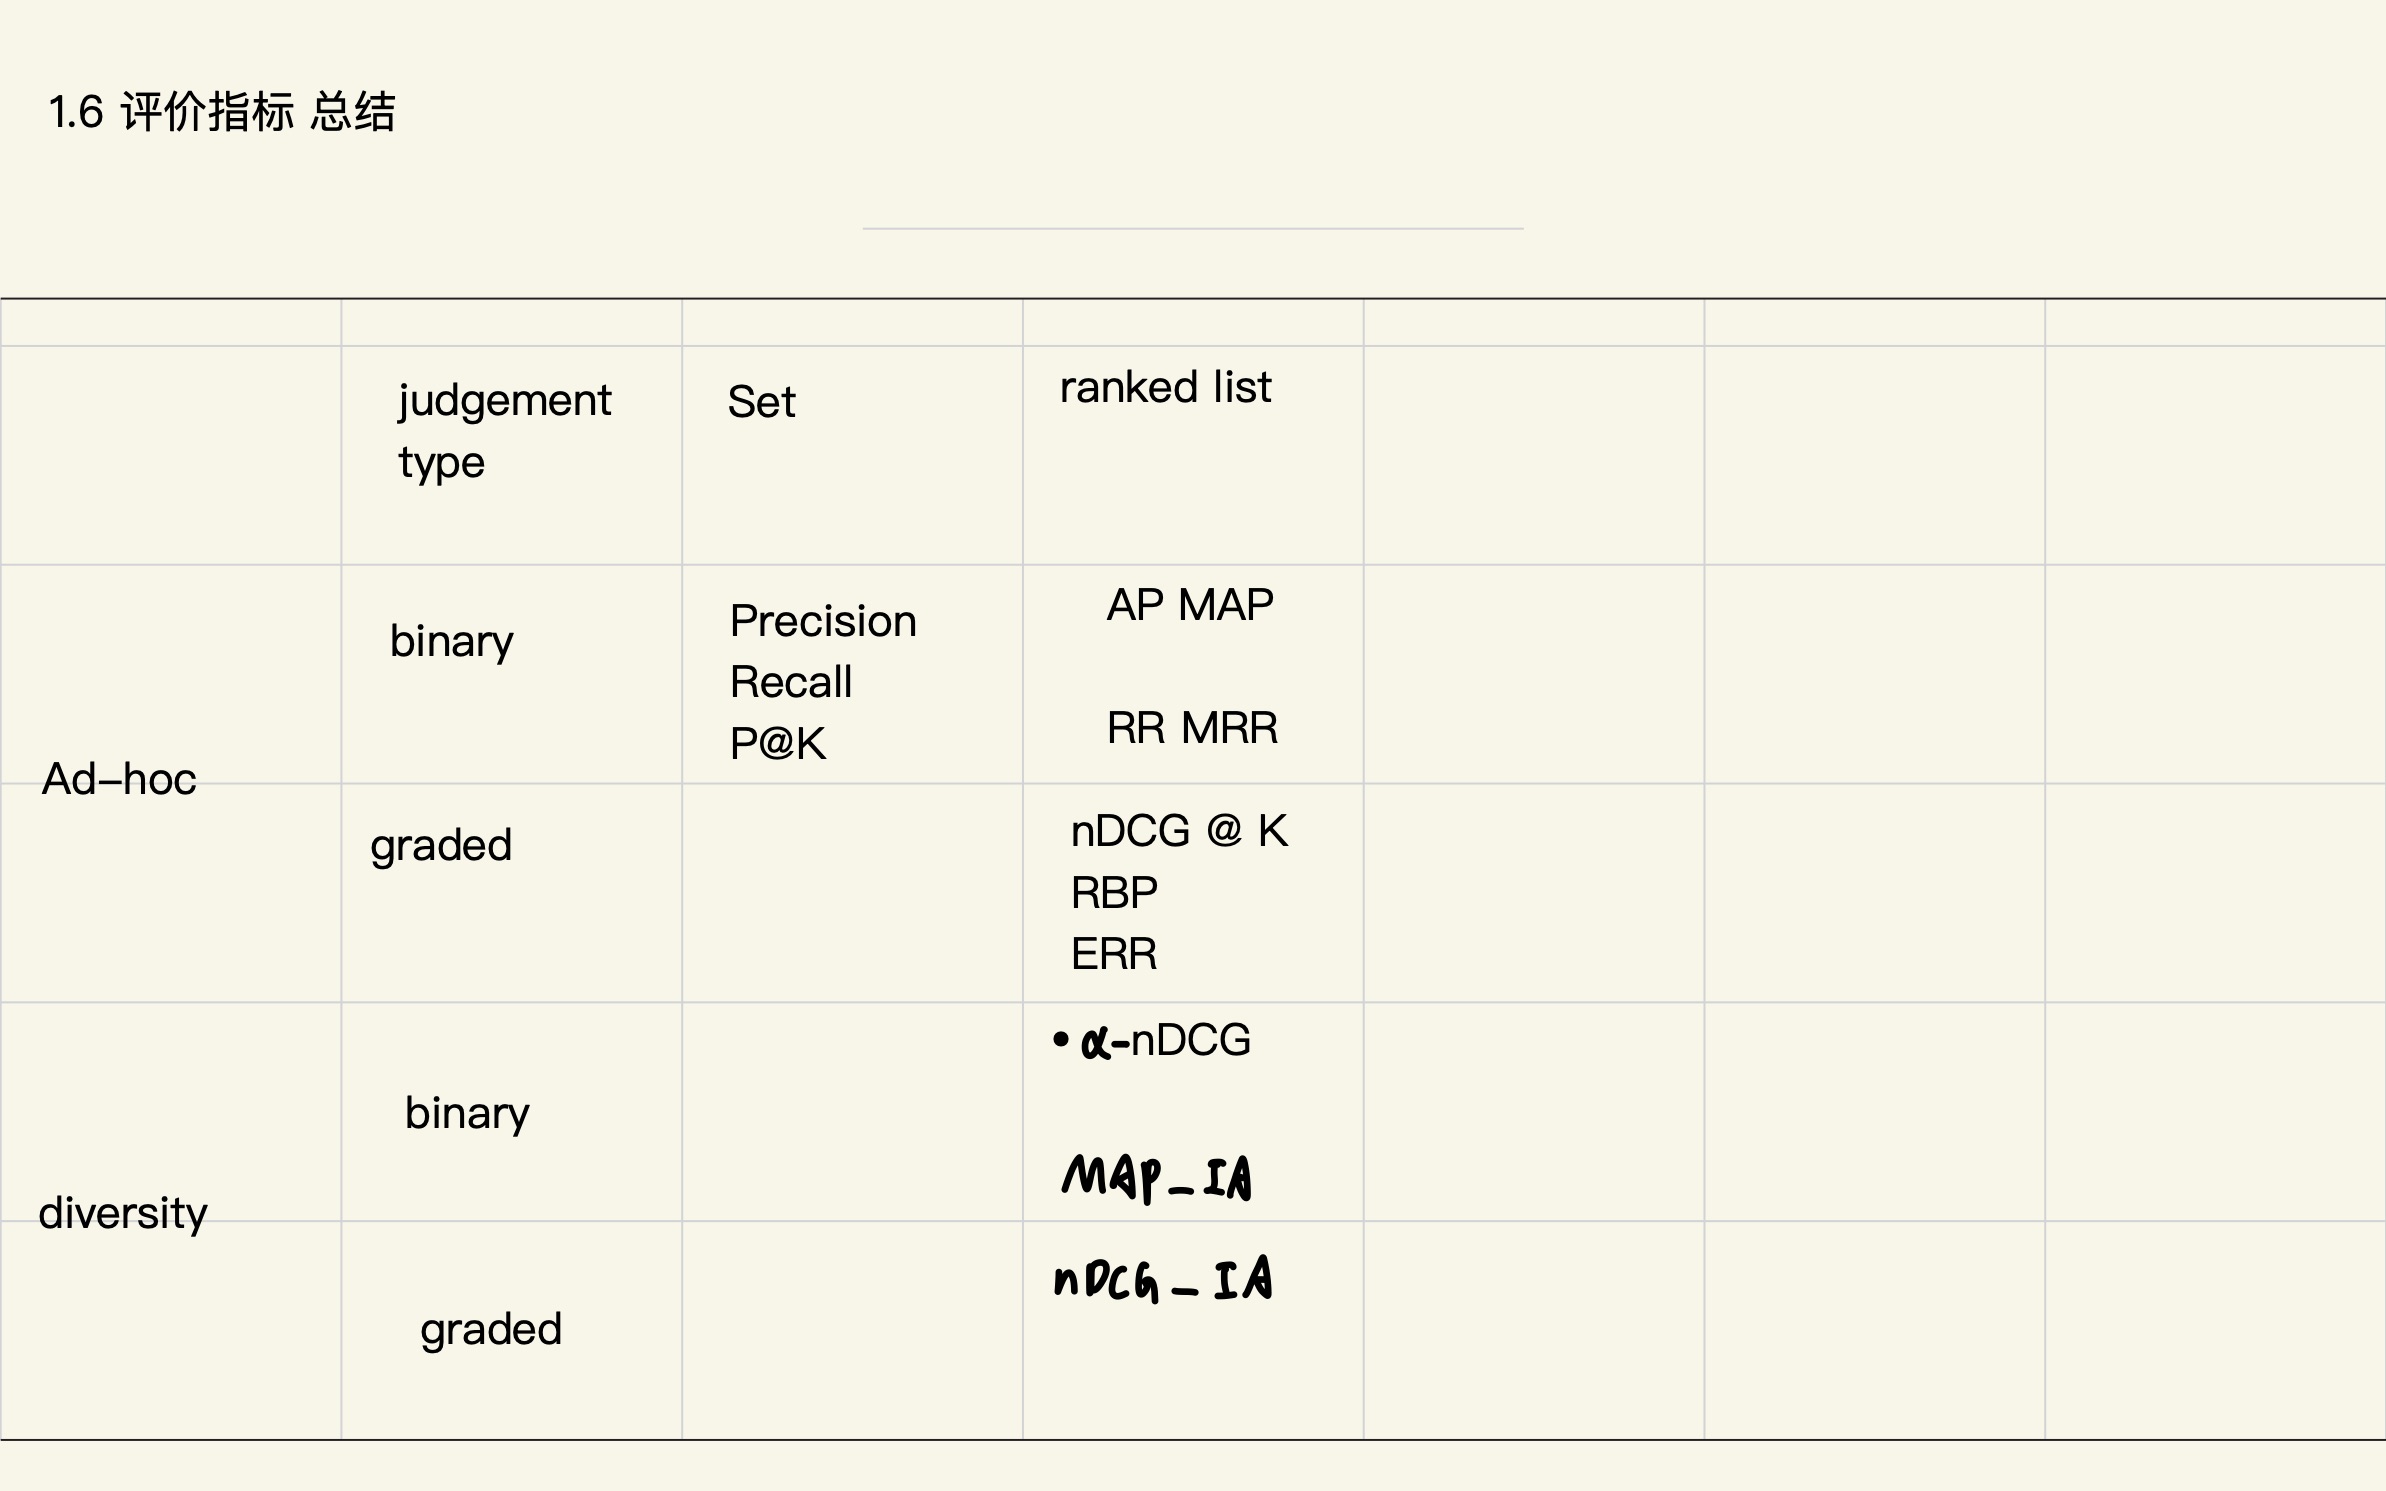 1.6 评价指标 总结
judgement
type
Set
ranked list
Ad-hoc
binary
Precision
Recall
P@K
AP MAP
RR MRR
graded
nDCG @ K
RBP
ERR
diversity
binary
• α-nDCG
MAP_IA
graded
nDCG_IA